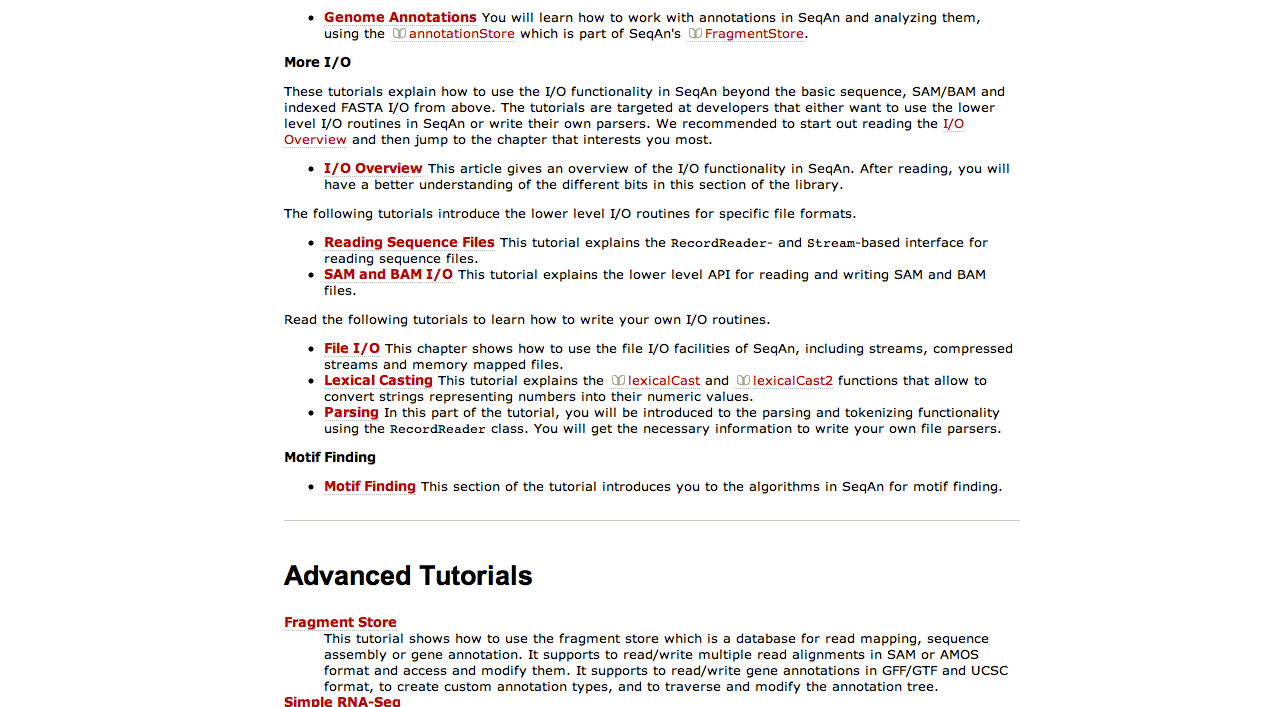 Genome Annotations You will learn how to work with annotations in SeqAn and analyzing them,
using the annotationStore which is part of SeqAn's FragmentStore.
More I/O
These tutorials explain how to use the I/O functionality in SeqAn beyond the basic sequence, SAM/BAM and
indexed FASTA I/O from above. The tutorials are targeted at developers that either want to use the lower
level I/O routines in SeqAn or write their own parsers. We recommended to start out reading the I/O
Overview and then jump to the chapter that interests you most.
I/O Overview This article gives an overview of the I/O functionality in SeqAn. After reading, you will
have a better understanding of the different bits in this section of the library.
The following tutorials introduce the lower level I/O routines for specific file formats.
Reading Sequence Files This tutorial explains the RecordReader- and Stream-based interface for
reading sequence files.
SAM and BAM I/O This tutorial explains the lower level API for reading and writing SAM and BAM
files.
Read the following tutorials to learn how to write your own I/O routines.
File I/O This chapter shows how to use the file I/O facilities of SeqAn, including streams, compressed
streams and memory mapped files.
Lexical Casting This tutorial explains the lexicalCast and lexicalCast2 functions that allow to
convert strings representing numbers into their numeric values.
Parsing In this part of the tutorial, you will be introduced to the parsing and tokenizing functionality
using the RecordReader class. You will get the necessary information to write your own file parsers.
Motif Finding
Motif Finding This section of the tutorial introduces you to the algorithms in SeqAn for motif finding.
Advanced Tutorials
Fragment Store
This tutorial shows how to use the fragment store which is a database for read mapping, sequence
assembly or gene annotation. It supports to read/write multiple read alignments in SAM or AMOS
format and access and modify them. It supports to read/write gene annotations in GFF/GTF and UCSC
format, to create custom annotation types, and to traverse and modify the annotation tree.
Simple RNA-Seq